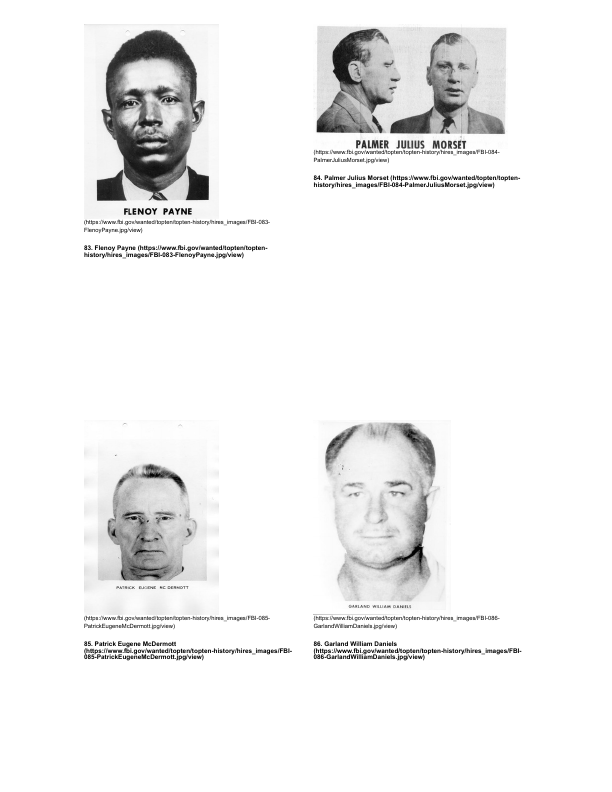 FLENOY PAYNE
(https://www.fbi.gov/wanted/topten/topten-history/hires_images/FBI-083-
FlenoyPayne.jpg/view)
83. Flenoy Payne (https://www.fbi.gov/wanted/topten/topten-
history/hires_images/FBI-083-FlenoyPayne.jpg/view)
PALMER JULIUS MORSET
(https://www.fbi.gov/wanted/topten/topten-history/hires_images/FBI-084-
PalmerJuliusMorset.jpg/view)
84. Palmer Julius Morset (https://www.fbi.gov/wanted/topten/topten-
history/hires_images/FBI-084-PalmerJuliusMorset.jpg/view)
PATRICK EUGENE MC DERMOTT
(https://www.fbi.gov/wanted/topten/topten-history/hires_images/FBI-085-
PatrickEugeneMcDermott.jpg/view)
85. Patrick Eugene McDermott
(https://www.fbi.gov/wanted/topten/topten-history/hires_images/FBI-
085-PatrickEugeneMcDermott.jpg/view)
GARLAND WILLIAM DANIELS
(https://www.fbi.gov/wanted/topten/topten-history/hires_images/FBI-086-
GarlandWilliamDaniels.jpg/view)
86. Garland William Daniels
(https://www.fbi.gov/wanted/topten/topten-history/hires_images/FBI-
086-GarlandWilliamDaniels.jpg/view)